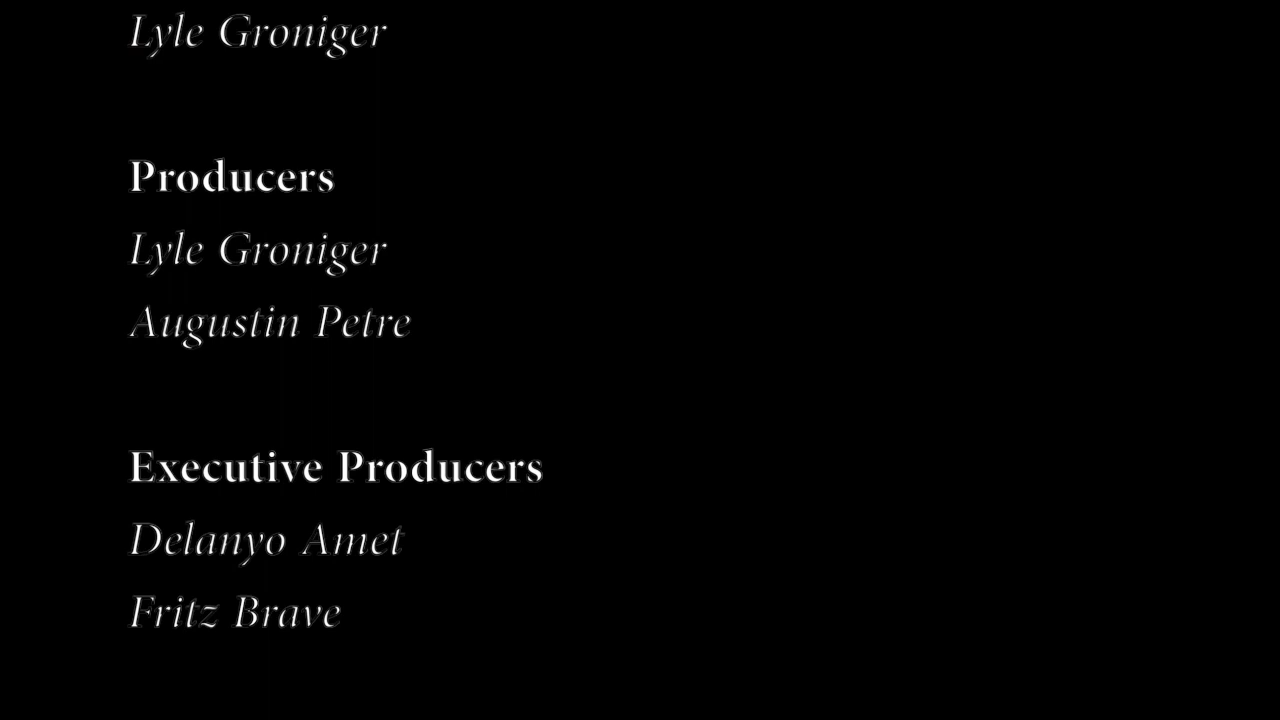 Lyle Groniger
Producers
Lyle Groniger
Augustin Petre
Executive Producers
Delanyo Amet
Fritz Brave